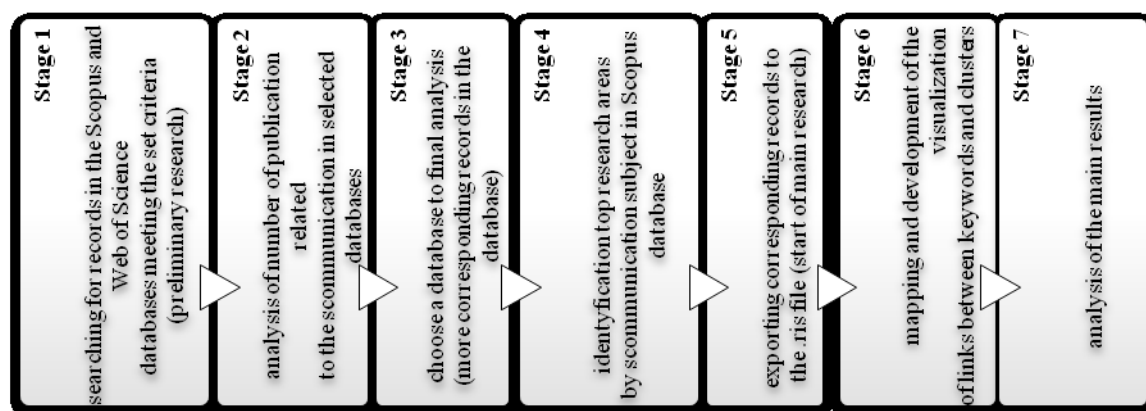 Stage 1
searching for records in the Scopus and
Web of Science
databases meeting the set criteria
(preliminary research)
Stage 2
analysis of number of publication
related
to the scommunication in selected
databases
Stage 3
choose a database to final analysis
(more corresponding records in the
database)
Stage 4
identyfication top research areas
by scommunication subject in Scopus
database
Stage 5
exporting corresponding records to
the .ris file (start of main research)
Stage 6
mapping and development of the
visualization
of links between keywords and clusters
Stage 7
analysis of the main results